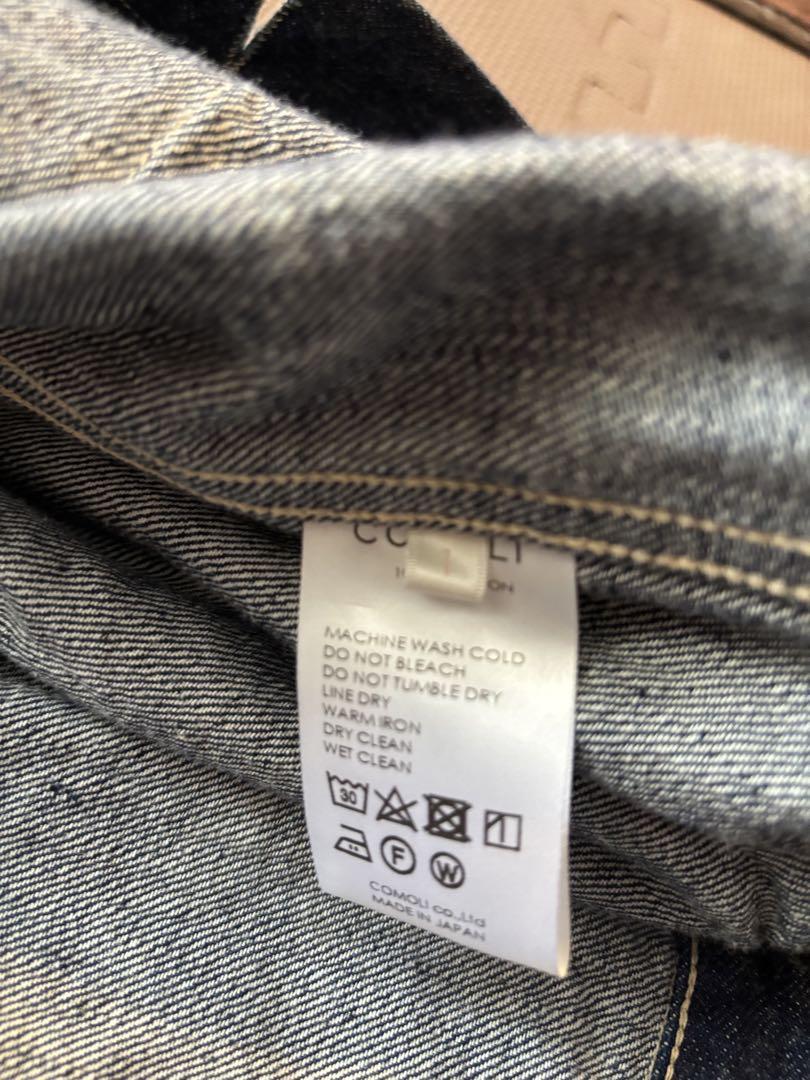 1
MACHINE WASH COLD
DO NOT BLEACH
DO NOT TUMBLE DRY
LINE DRY
WARM IRON
DRY CLEAN
WET CLEAN
30
F
W
COMOLI co.,Ltd
MADE IN JAPAN